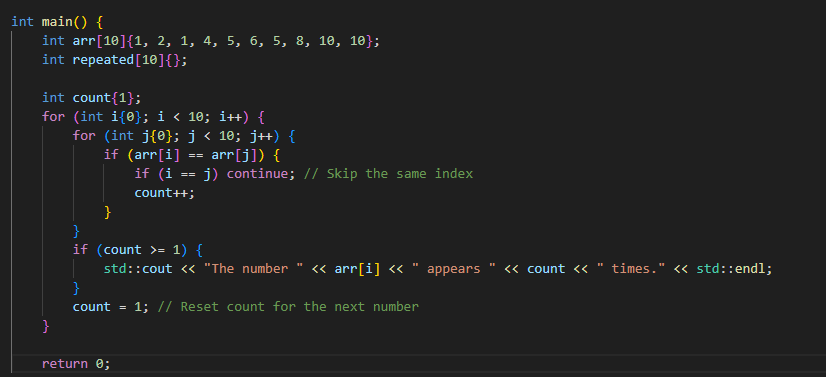 int main() {
    int arr[10]{1, 2, 1, 4, 5, 6, 5, 8, 10, 10};
    int repeated[10]{};

    int count{1};
    for (int i{0}; i < 10; i++) {
        for (int j{0}; j < 10; j++) {
            if (arr[i] == arr[j]) {
                if (i == j) continue; // Skip the same index
                count++;
            }
        }
        if (count >= 1) {
            std::cout << "The number " << arr[i] << " appears " << count << " times." << std::endl;
        }
        count = 1; // Reset count for the next number
    }

    return 0;